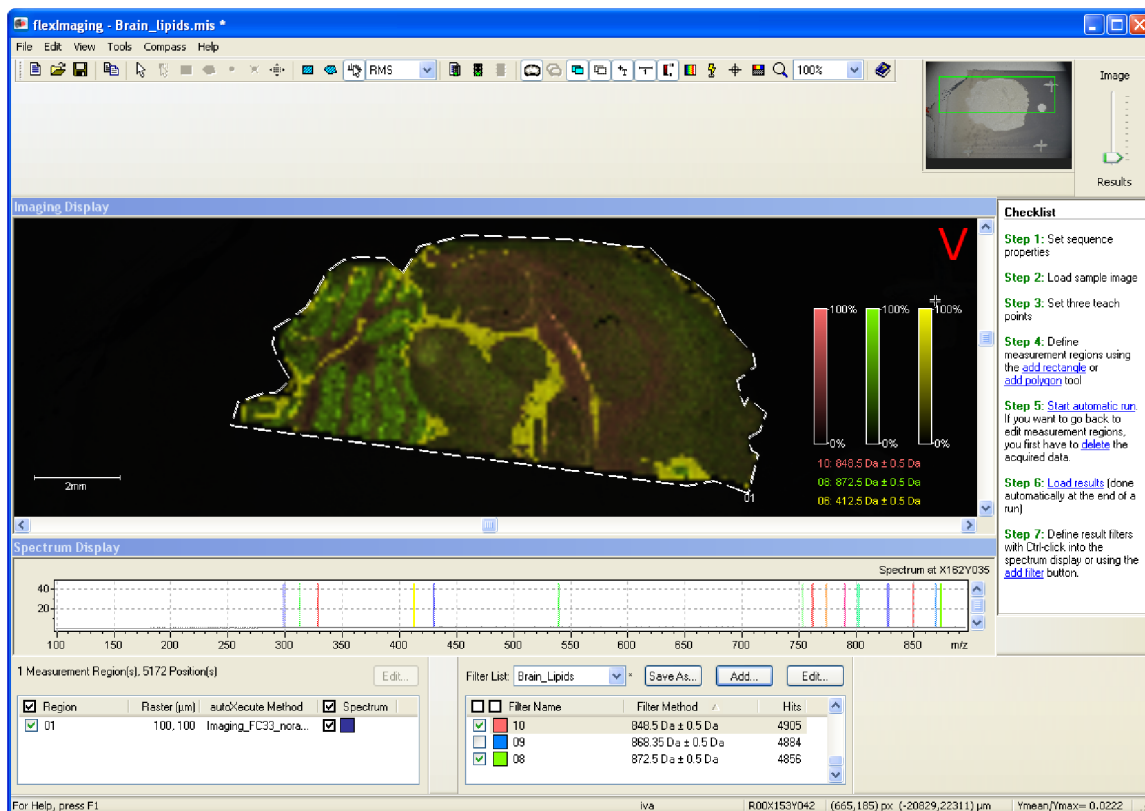 flexImaging - Brain_lipids.mis *
File Edit View Tools Compass Help
RMS
100%
Image
Results
Imaging Display
V
100% 100% 100%
0% 0% 0%
10: 848.5 Da ± 0.5 Da
08: 872.5 Da ± 0.5 Da
06: 412.5 Da ± 0.5 Da
2mm
01
Checklist
Step 1: Set sequence
properties
Step 2: Load sample image
Step 3: Set three teach
points
Step 4: Define
measurement regions using
the add rectangle or
add polygon tool
Step 5: Start automatic run.
If you want to go back to
edit measurement regions,
you first have to delete the
acquired data.
Step 6: Load results (done
automatically at the end of a
run)
Step 7: Define result filters
with Ctrl-click into the
spectrum display or using the
add filter button.
Spectrum Display
Spectrum at X162Y035
40
20
100 150 200 250 300 350 400 450 500 550 600 650 700 750 800 850 m/z
1 Measurement Region(s), 5172 Position(s)
Edit...
Region Raster (µm) autoXecute Method Spectrum
01 100, 100 Imaging_FC33_nora...
Filter List: Brain_Lipids * Save As... Add... Edit...
Filter Name Filter Method Hits
10 848.5 Da ± 0.5 Da 4905
09 868.35 Da ± 0.5 Da 4884
08 872.5 Da ± 0.5 Da 4856
For Help, press F1 iva R00X153Y042 (665,185) px (-20829,22311) µm Ymean/Ymax= 0.0222